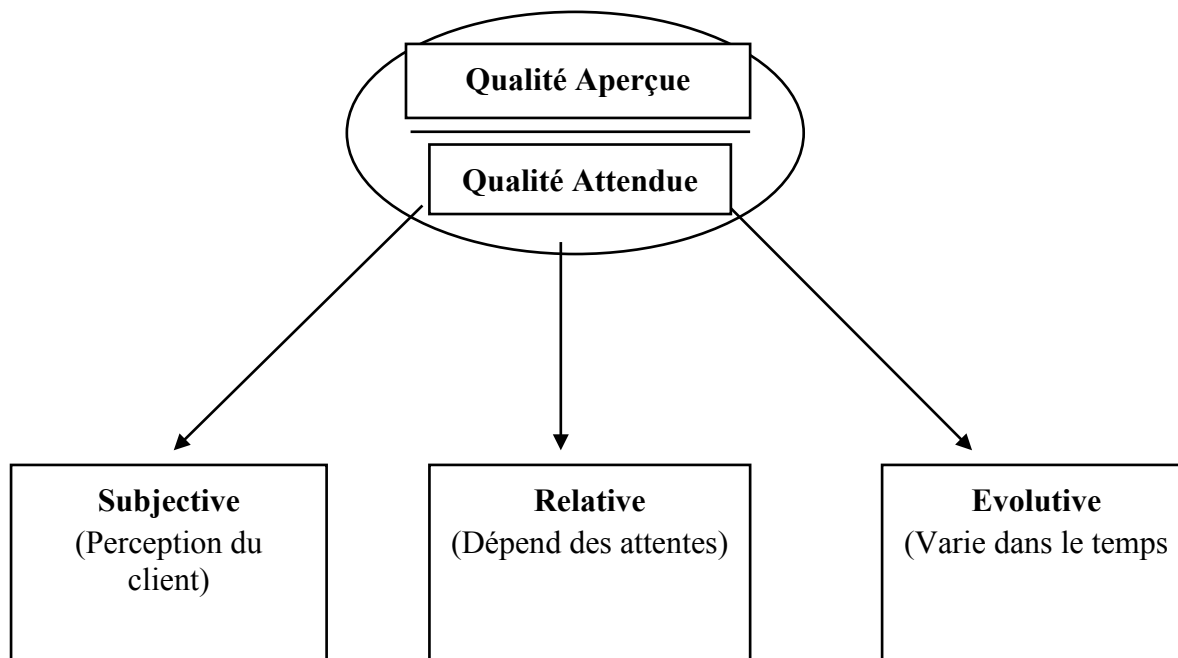 Qualité Aperçue
Qualité Attendue
Subjective
(Perception du
client)
Relative
(Dépend des attentes)
Evolutive
(Varie dans le temps